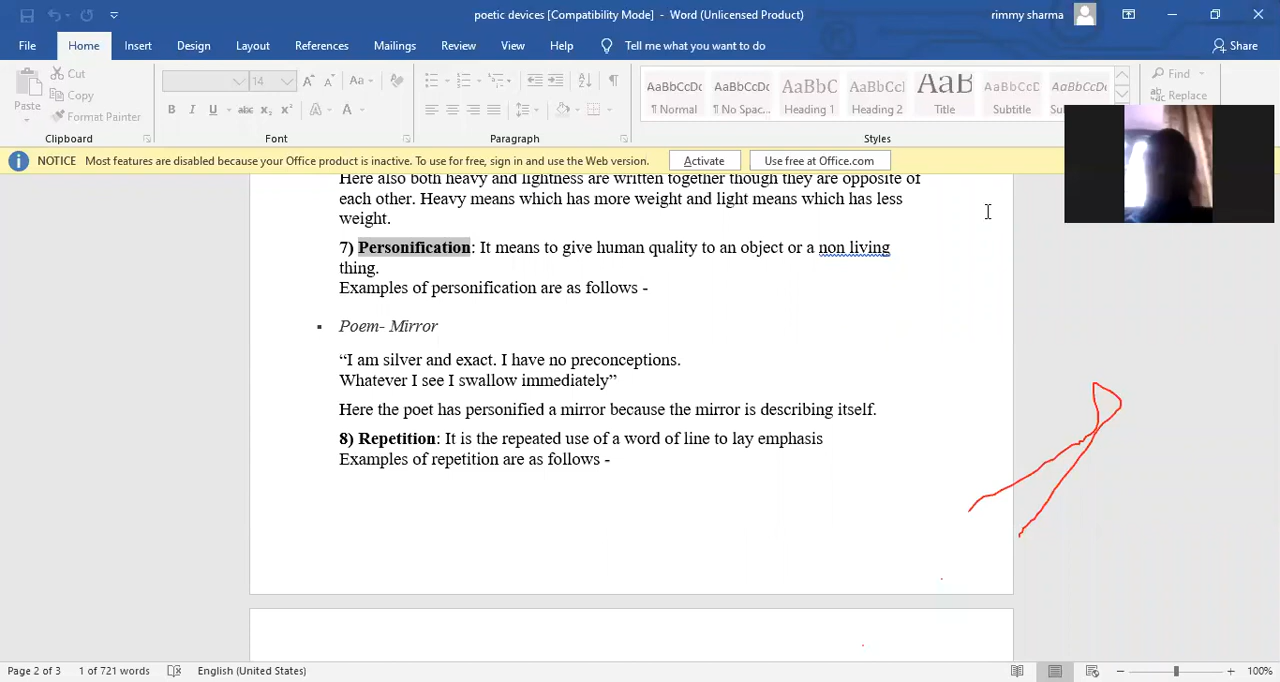 poetic devices [Compatibility Mode] - Word (Unlicensed Product)
rimmy sharma
File Home Insert Design Layout References Mailings Review View Help Tell me what you want to do Share
Paste
Cut
Copy
Format Painter
14
Aa
B I U abc x₂ x² A A
AaBbCcDc AaBbCcDc AaBbC AaBbCc AaB AaBbCcD AaBbCcDc
¶ Normal ¶ No Spac... Heading 1 Heading 2 Title Subtitle
Find
Replace
Clipboard Font Paragraph Styles
NOTICE Most features are disabled because your Office product is inactive. To use for free, sign in and use the Web version. Activate Use free at Office.com
Here also both heavy and lightness are written together though they are opposite of
each other. Heavy means which has more weight and light means which has less
weight.
7) Personification: It means to give human quality to an object or a non living
thing.
Examples of personification are as follows -
▪ Poem- Mirror
“I am silver and exact. I have no preconceptions.
Whatever I see I swallow immediately”
Here the poet has personified a mirror because the mirror is describing itself.
8) Repetition: It is the repeated use of a word of line to lay emphasis
Examples of repetition are as follows -
Page 2 of 3 1 of 721 words English (United States) 100%